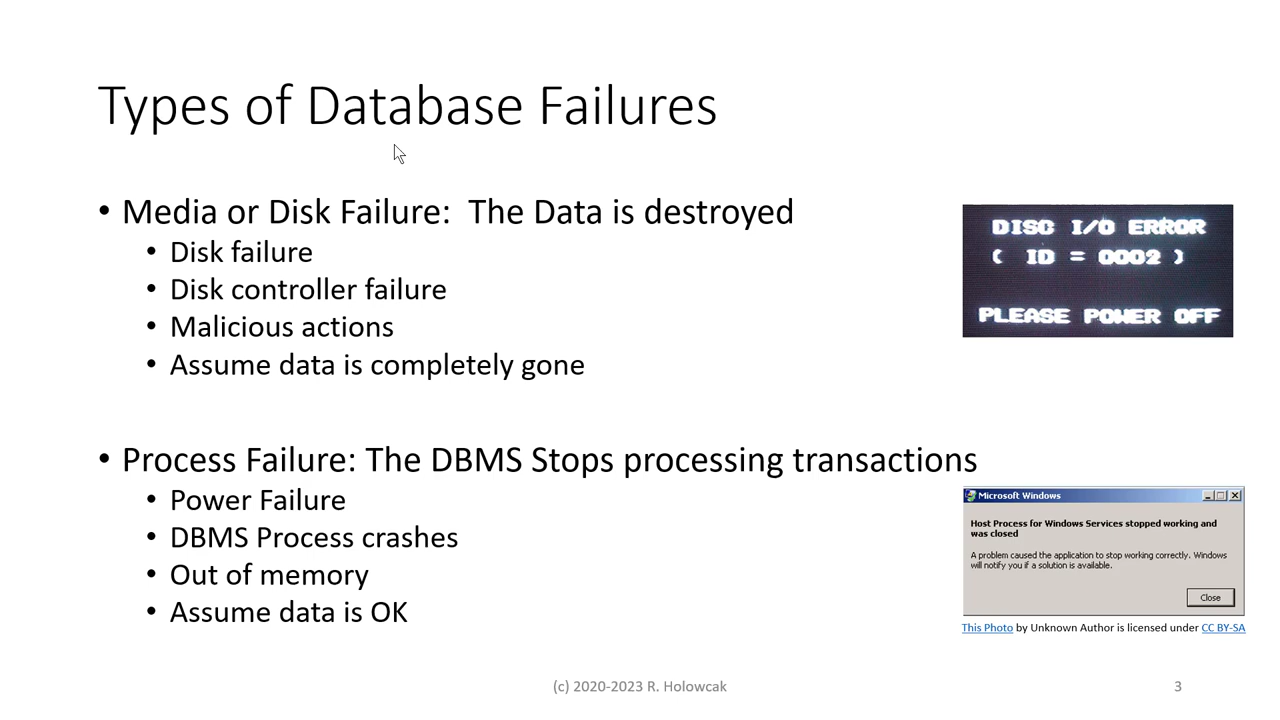 Types of Database Failures
• Media or Disk Failure:  The Data is destroyed
• Disk failure
• Disk controller failure
• Malicious actions
• Assume data is completely gone
DISC I/O ERROR
( ID = 0002 )
PLEASE POWER OFF
• Process Failure: The DBMS Stops processing transactions
• Power Failure
• DBMS Process crashes
• Out of memory
• Assume data is OK
Microsoft Windows
Host Process for Windows Services stopped working and
was closed
A problem caused the application to stop working correctly. Windows
will notify you if a solution is available.
Close
This Photo by Unknown Author is licensed under CC BY-SA
(c) 2020-2023 R. Holowcak
3